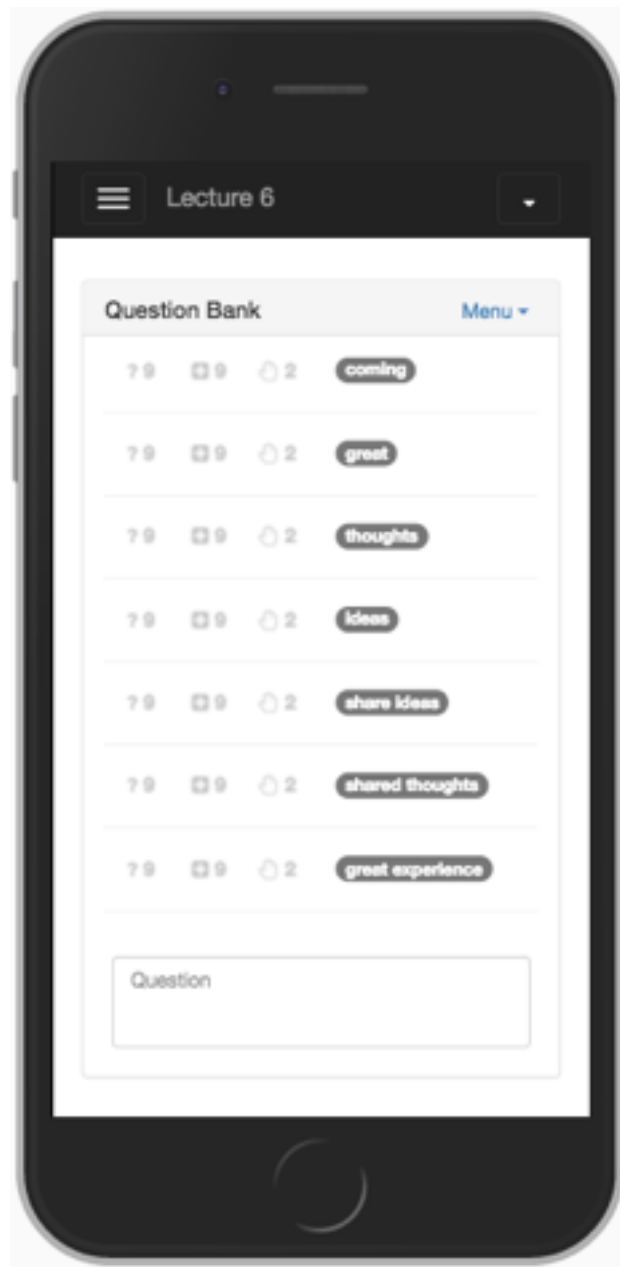 Lecture 6
Question Bank Menu
? 9 9 2 coming
? 9 9 2 great
? 9 9 2 thoughts
? 9 9 2 ideas
? 9 9 2 share ideas
? 9 9 2 shared thoughts
? 9 9 2 great experience
Question